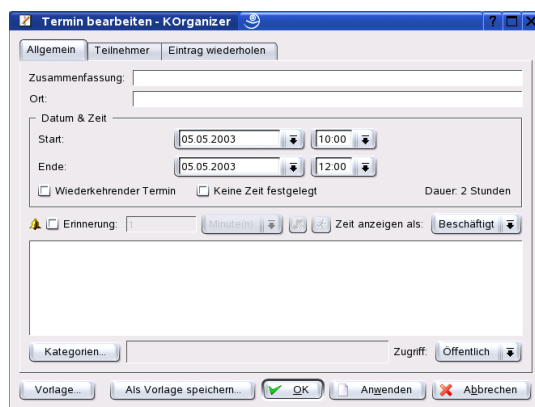 Termin bearbeiten - KOrganizer
Allgemein Teilnehmer Eintrag wiederholen
Zusammenfassung:
Ort:
Datum & Zeit
Start: 05.05.2003 10:00
Ende: 05.05.2003 12:00
Wiederkehrender Termin Keine Zeit festgelegt Dauer: 2 Stunden
Erinnerung: 1 Minute(n) Zeit anzeigen als: Beschäftigt
Kategorien... Zugriff: Öffentlich
Vorlage... Als Vorlage speichern... OK Anwenden Abbrechen